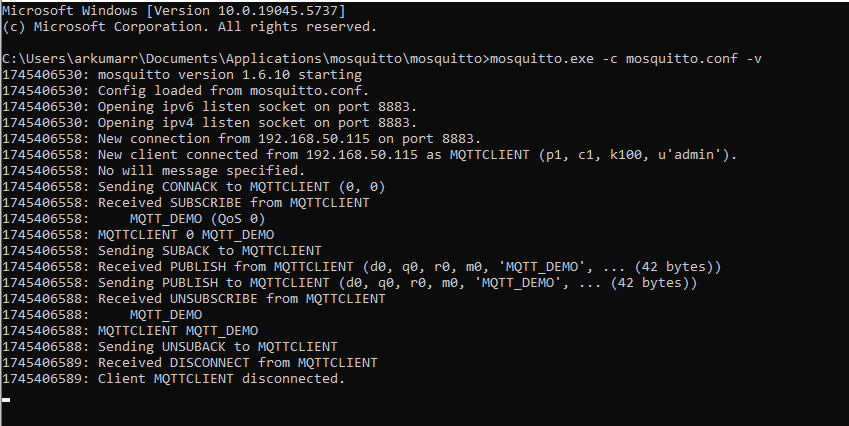 Microsoft Windows [Version 10.0.19045.5737]
(c) Microsoft Corporation. All rights reserved.
C:\Users\arkumarr\Documents\Applications\mosquitto\mosquitto>mosquitto.exe -c mosquitto.conf -v
1745406530: mosquitto version 1.6.10 starting
1745406530: Config loaded from mosquitto.conf.
1745406530: Opening ipv6 listen socket on port 8883.
1745406530: Opening ipv4 listen socket on port 8883.
1745406558: New connection from 192.168.50.115 on port 8883.
1745406558: New client connected from 192.168.50.115 as MQTTCLIENT (p1, c1, k100, u'admin').
1745406558: No will message specified.
1745406558: Sending CONNACK to MQTTCLIENT (0, 0)
1745406558: Received SUBSCRIBE from MQTTCLIENT
1745406558:     MQTT_DEMO (QoS 0)
1745406558: MQTTCLIENT 0 MQTT_DEMO
1745406558: Sending SUBACK to MQTTCLIENT
1745406558: Received PUBLISH from MQTTCLIENT (d0, q0, r0, m0, 'MQTT_DEMO', ... (42 bytes))
1745406558: Sending PUBLISH to MQTTCLIENT (d0, q0, r0, m0, 'MQTT_DEMO', ... (42 bytes))
1745406588: Received UNSUBSCRIBE from MQTTCLIENT
1745406588:     MQTT_DEMO
1745406588: MQTTCLIENT MQTT_DEMO
1745406588: Sending UNSUBACK to MQTTCLIENT
1745406589: Received DISCONNECT from MQTTCLIENT
1745406589: Client MQTTCLIENT disconnected.